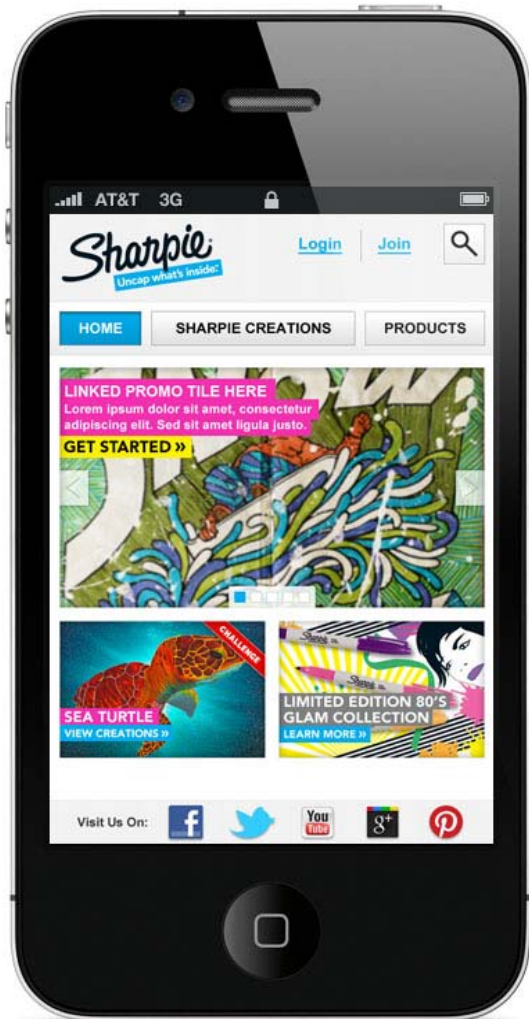 AT&T 3G
Sharpie
Uncap what's inside.
Login Join
HOME SHARPIE CREATIONS PRODUCTS
LINKED PROMO TILE HERE
Lorem ipsum dolor sit amet, consectetur
adipiscing elit. Sed sit amet ligula justo.
GET STARTED »
CHALLENGE
SEA TURTLE
VIEW CREATIONS »
Sharpie
Sharpie
LIMITED EDITION 80'S
GLAM COLLECTION
LEARN MORE »
Visit Us On: f You Tube g+